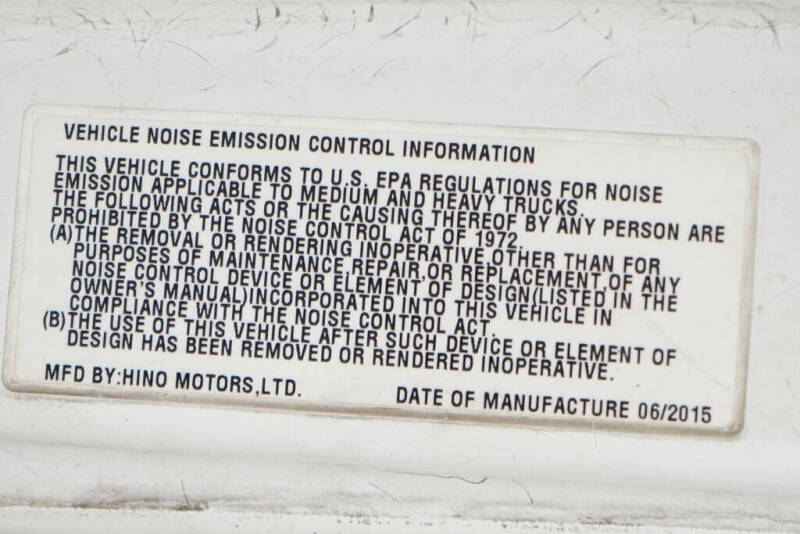 VEHICLE NOISE EMISSION CONTROL INFORMATION
THIS VEHICLE CONFORMS TO U.S. EPA REGULATIONS FOR NOISE
EMISSION APPLICABLE TO MEDIUM AND HEAVY TRUCKS.
THE FOLLOWING ACTS OR THE CAUSING THEREOF BY ANY PERSON ARE
PROHIBITED BY THE NOISE CONTROL ACT OF 1972.
(A)THE REMOVAL OR RENDERING INOPERATIVE,OTHER THAN FOR
PURPOSES OF MAINTENANCE,REPAIR,OR REPLACEMENT,OF ANY
NOISE CONTROL DEVICE OR ELEMENT OF DESIGN(LISTED IN THE
OWNER'S MANUAL)INCORPORATED INTO THIS VEHICLE IN
COMPLIANCE WITH THE NOISE CONTROL ACT.
(B)THE USE OF THIS VEHICLE AFTER SUCH DEVICE OR ELEMENT OF
DESIGN HAS BEEN REMOVED OR RENDERED INOPERATIVE.
MFD BY:HINO MOTORS,LTD. DATE OF MANUFACTURE 06/2015